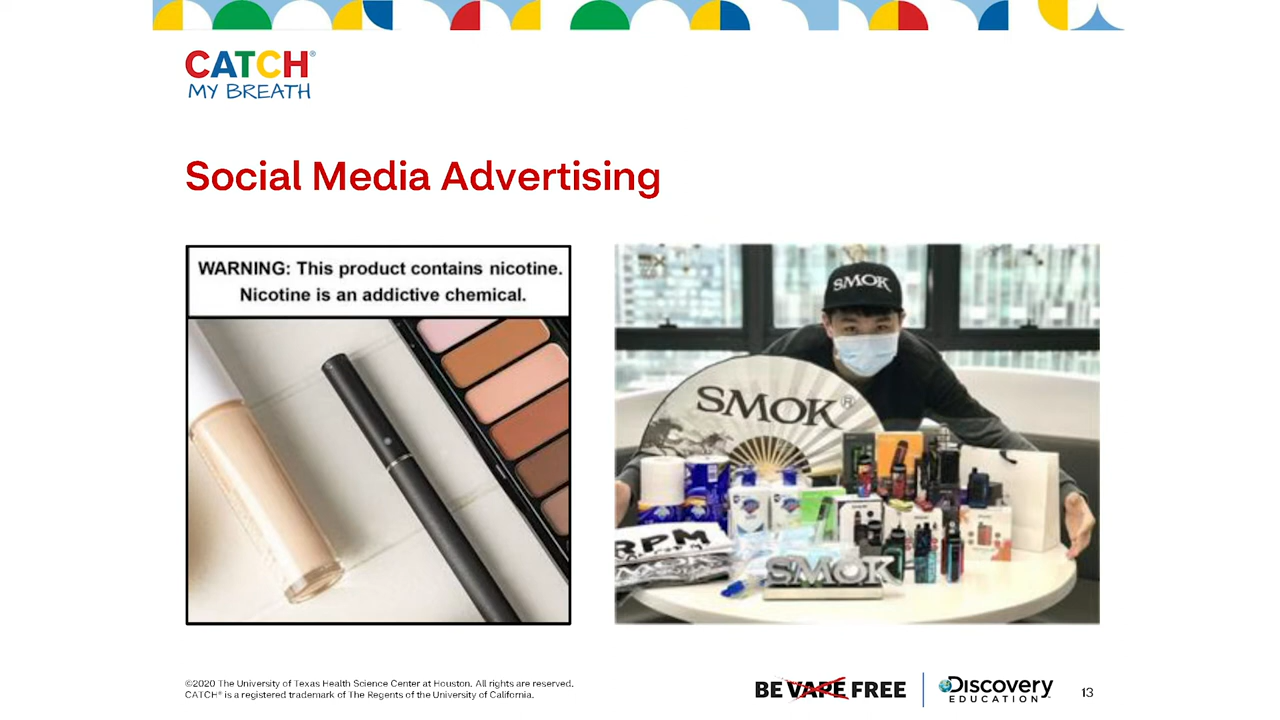 CATCH®
MY BREATH
Social Media Advertising
WARNING: This product contains nicotine.
Nicotine is an addictive chemical.
SMOK
SMOK®
RPM
SMOK
©2020 The University of Texas Health Science Center at Houston. All rights are reserved.
CATCH® is a registered trademark of The Regents of the University of California.
BE VAPE FREE
DISCOVERY
EDUCATION
13